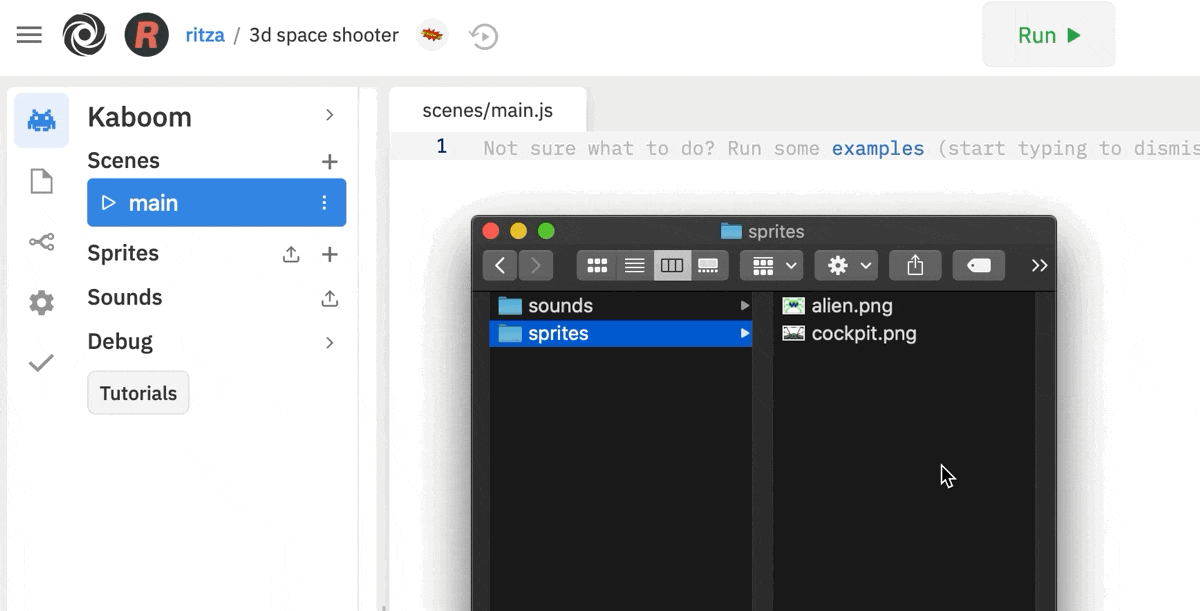 ritza / 3d space shooter
Run
Kaboom
Scenes
main
Sprites
Sounds
Debug
Tutorials
scenes/main.js
1 Not sure what to do? Run some examples (start typing to dismis
sprites
sounds
sprites
alien.png
cockpit.png